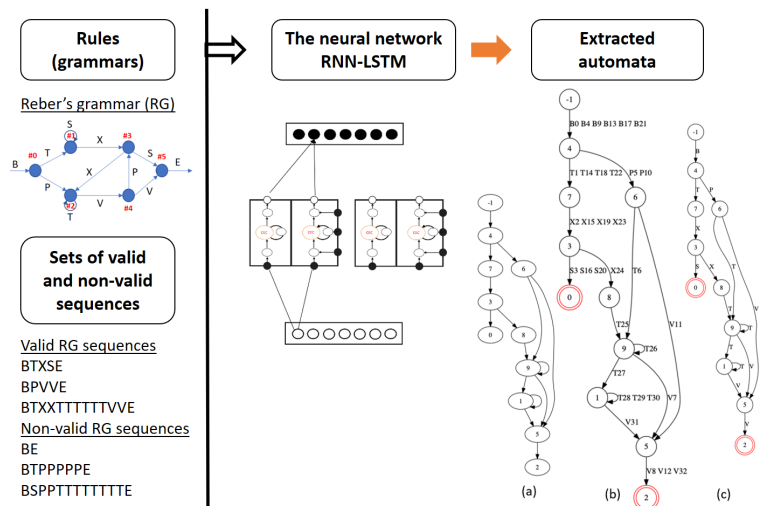 Rules
(grammars)
The neural network
RNN-LSTM
Extracted
automata
Reber's grammar (RG)
B
#0
T
P
S
#1
X
X
#2
T
V
#3
P
#4
S
V
#5
E
Sets of valid
and non-valid
sequences
Valid RG sequences
BTXSE
BPVVE
BTXXTTTTTTVVE
Non-valid RG sequences
BE
BTPPPPPE
BSPPTTTTTTTTTE
CEC
CEC
CEC
CEC
-1
4
7
6
3
0
8
9
1
5
2
(a)
-1
B0 B4 B9 B13 B17 B21
4
T1 T14 T18 T22
P5 P10
7
6
X2 X15 X19 X23
3
S3 S16 S20
X24
T6
0
8
T25
V11
9
T26
T27
1
T28 T29 T30
V7
V31
5
V8 V12 V32
2
(b)
-1
B
4
T
P
7
6
X
3
S
X
T
0
8
V
T
9
T
T
1
T
V
V
5
V
2
(c)